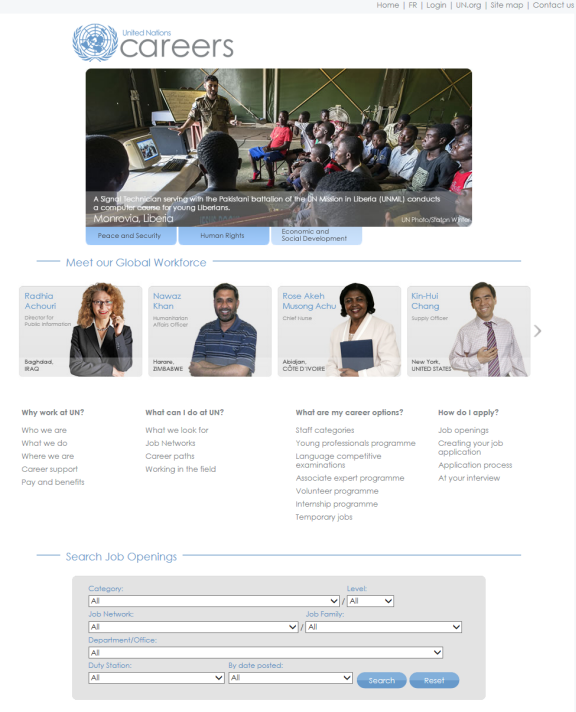 Home | FR | Login | UN.org | Site map | Contact us
United Nations
careers
A Signal Technician serving with the Pakistani battalion of the UN Mission in Liberia (UNMIL) conducts
a computer course for young Liberians.
Monrovia, Liberia
UN Photo/Staton Winter
Peace and Security
Human Rights
Economic and
Social Development
Meet our Global Workforce
Radhia
Achouri
Director for
Public Information
Baghdad,
IRAQ
Nawaz
Khan
Humanitarian
Affairs Officer
Harare,
ZIMBABWE
Rose Akeh
Musong Achu
Chief Nurse
Abidjan,
CÔTE D'IVOIRE
Kin-Hui
Chang
Supply Officer
New York,
UNITED STATES
Why work at UN?
Who we are
What we do
Where we are
Career support
Pay and benefits
What can I do at UN?
What we look for
Job Networks
Career paths
Working in the field
What are my career options?
Staff categories
Young professionals programme
Language competitive
examinations
Associate expert programme
Volunteer programme
Internship programme
Temporary jobs
How do I apply?
Job openings
Creating your job
application
Application process
At your interview
Search Job Openings
Category: Level:
All / All
Job Network: Job Family:
All / All
Department/Office:
All
Duty Station: By date posted:
All All Search Reset